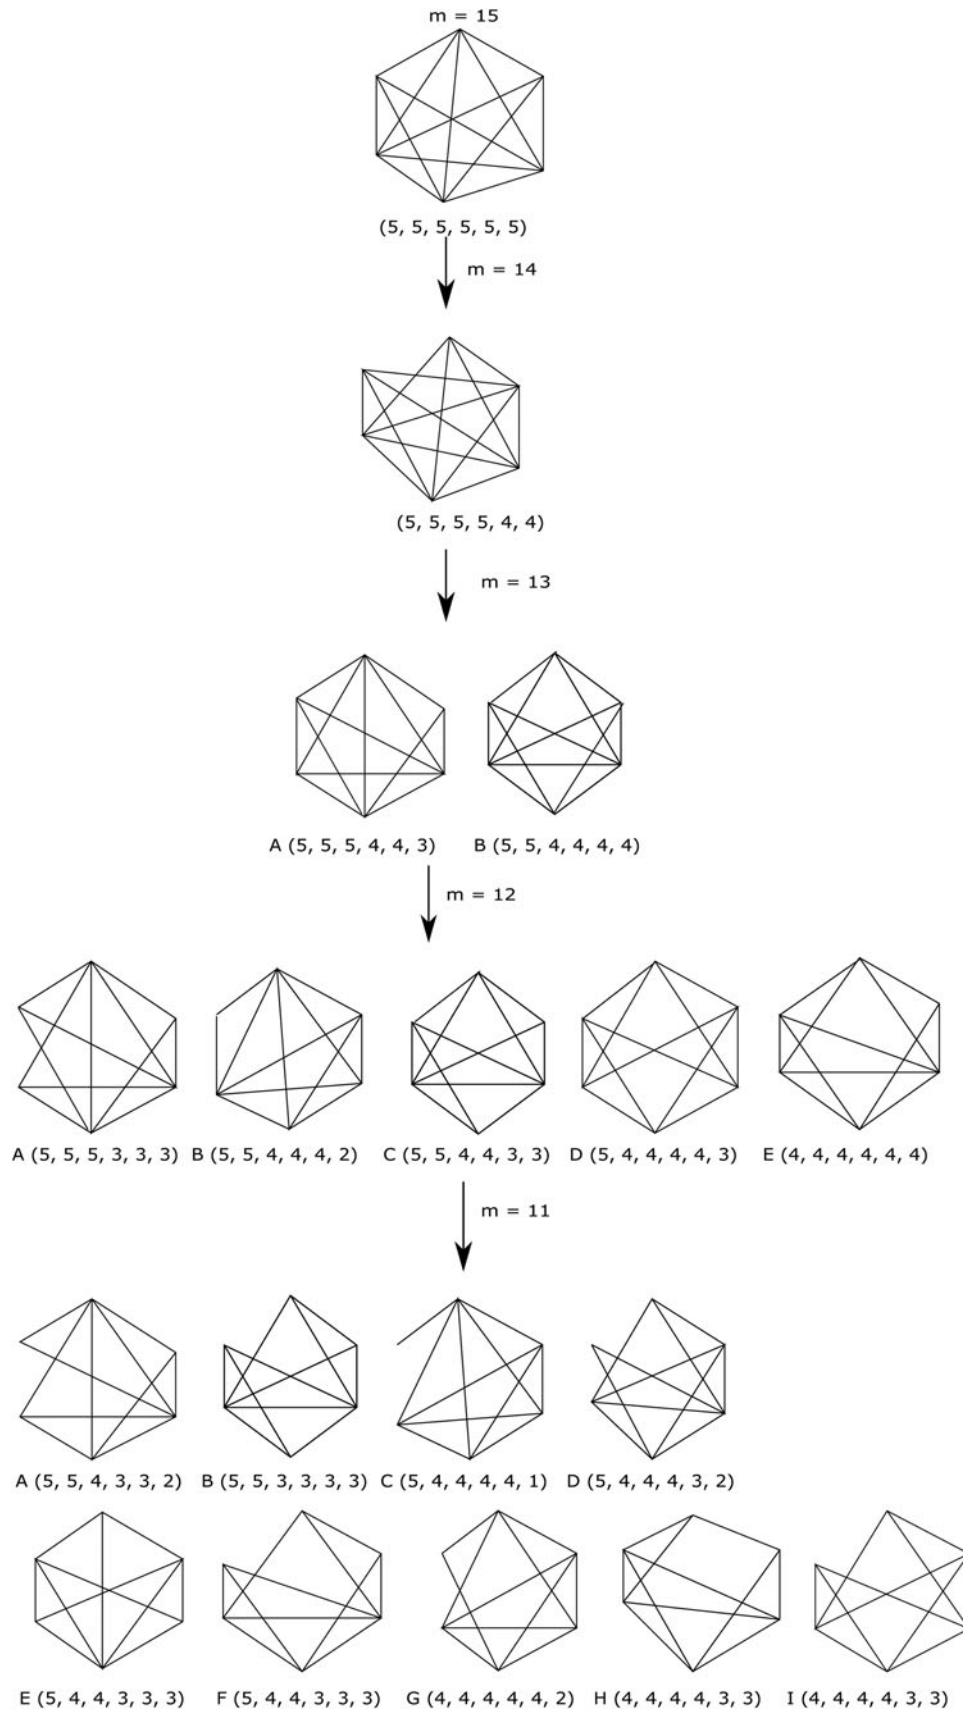 m = 15
(5, 5, 5, 5, 5, 5)
m = 14
(5, 5, 5, 5, 4, 4)
m = 13
A (5, 5, 5, 4, 4, 3) B (5, 5, 4, 4, 4, 4)
m = 12
A (5, 5, 5, 3, 3, 3) B (5, 5, 4, 4, 4, 2) C (5, 5, 4, 4, 3, 3) D (5, 4, 4, 4, 4, 3) E (4, 4, 4, 4, 4, 4)
m = 11
A (5, 5, 4, 3, 3, 2) B (5, 5, 3, 3, 3, 3) C (5, 4, 4, 4, 4, 1) D (5, 4, 4, 4, 3, 2)
E (5, 4, 4, 3, 3, 3) F (5, 4, 4, 3, 3, 3) G (4, 4, 4, 4, 4, 2) H (4, 4, 4, 4, 3, 3) I (4, 4, 4, 4, 3, 3)